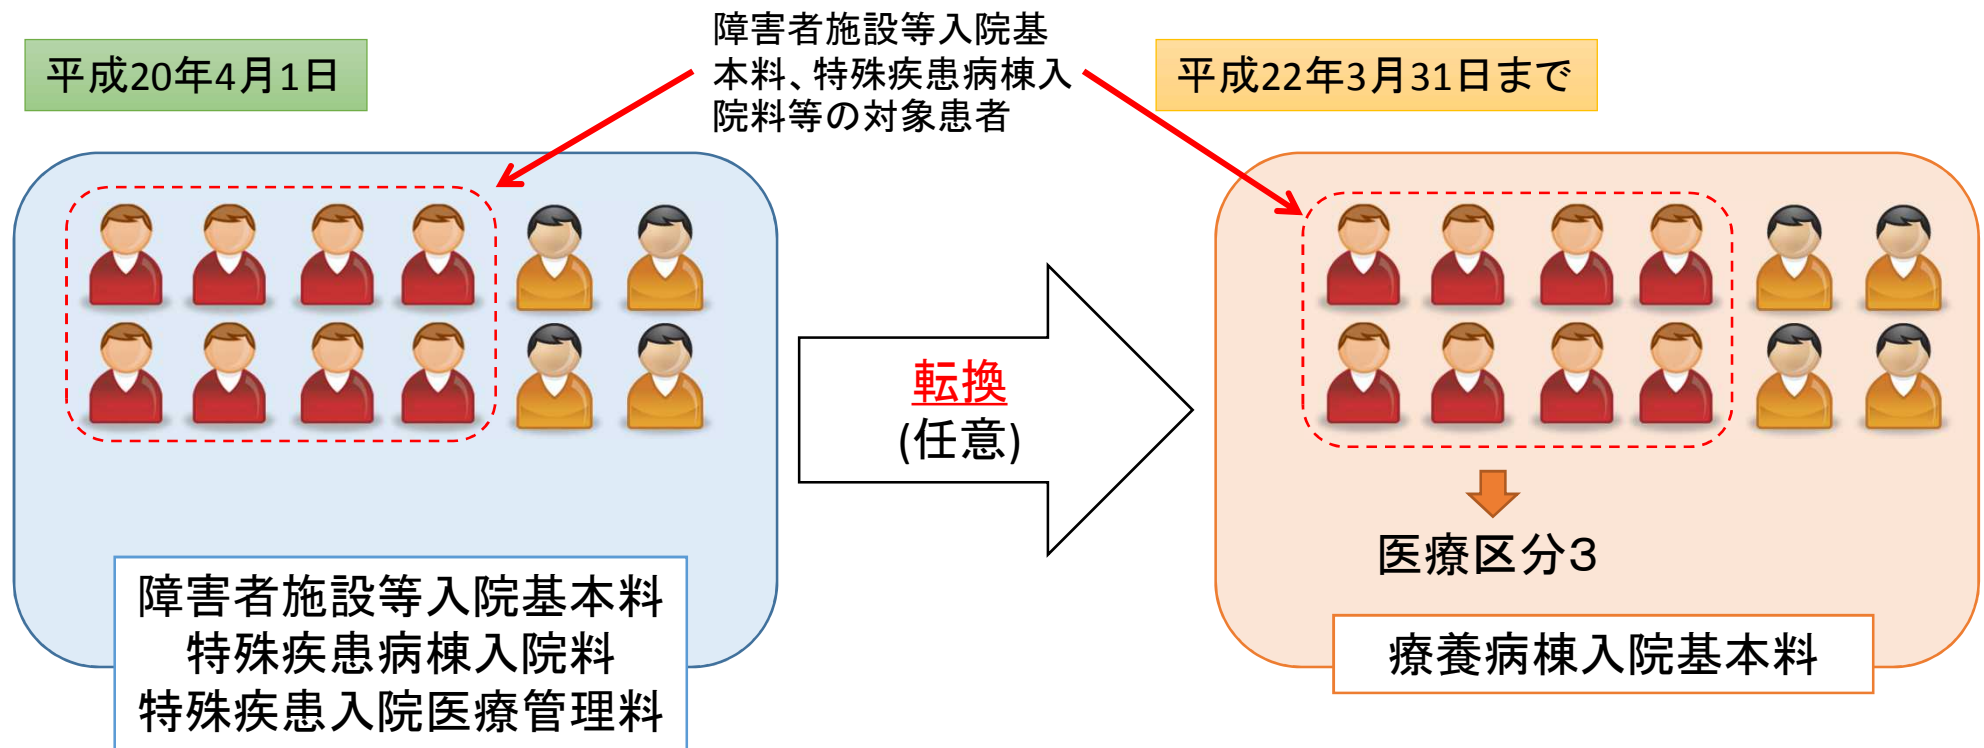 平成20年4月1日
障害者施設等入院基
本料、特殊疾患病棟入
院料等の対象患者
平成22年3月31日まで
転換
(任意)
医療区分3
障害者施設等入院基本料
特殊疾患病棟入院料
特殊疾患入院医療管理料
療養病棟入院基本料